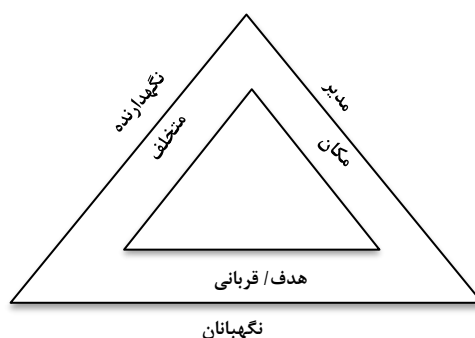 نگهدارنده
متخلف
مدیر
مکان
هدف/ قربانی
نگهبانان